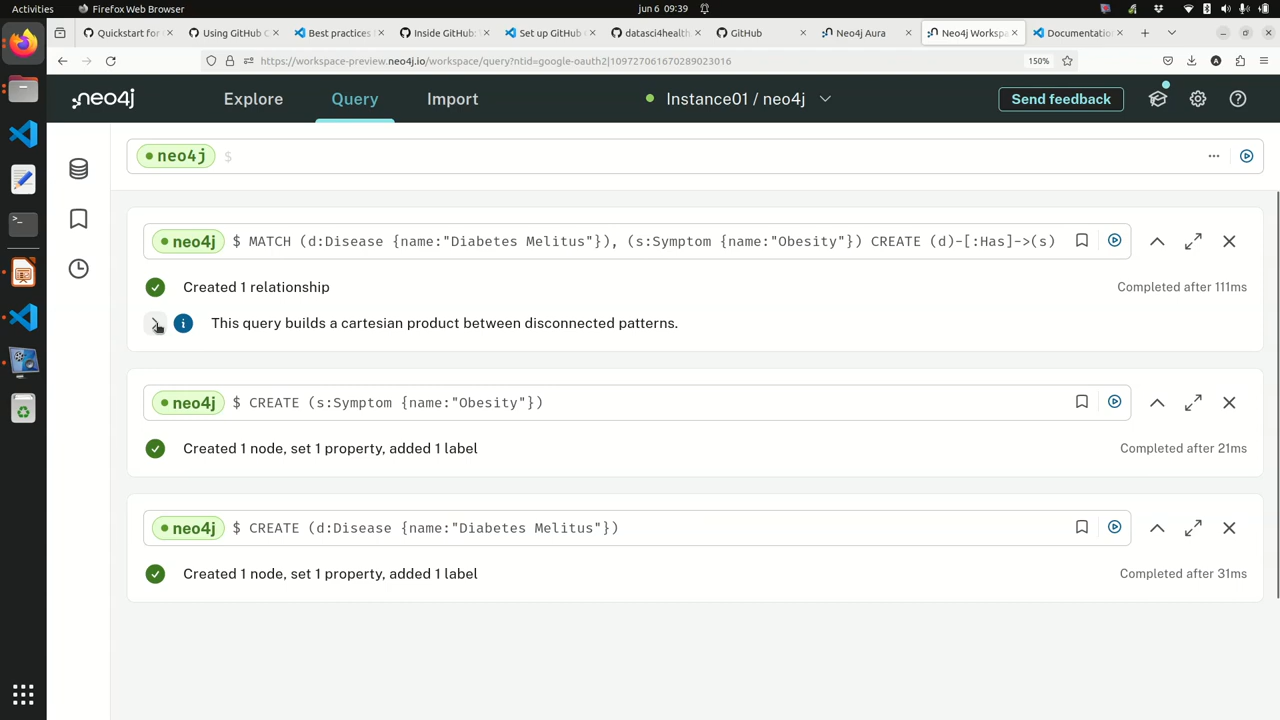 Activities
Firefox Web Browser
jun 6 09:39
Quickstart for
Using GitHub C
Best practices
Inside GitHub:
Set up GitHub
datasci4health
GitHub
Neo4j Aura
Neo4j Worksp
Documentation
https://workspace-preview.neo4j.io/workspace/query?ntid=google-oauth2|109727061670289023016
150%
neo4j
Explore
Query
Import
Instance01 / neo4j
Send feedback
neo4j $
neo4j $ MATCH (d:Disease {name:"Diabetes Melitus"}), (s:Symptom {name:"Obesity"}) CREATE (d)-[:Has]->(s)
Created 1 relationship
Completed after 111ms
This query builds a cartesian product between disconnected patterns.
neo4j $ CREATE (s:Symptom {name:"Obesity"})
Created 1 node, set 1 property, added 1 label
Completed after 21ms
neo4j $ CREATE (d:Disease {name:"Diabetes Melitus"})
Created 1 node, set 1 property, added 1 label
Completed after 31ms